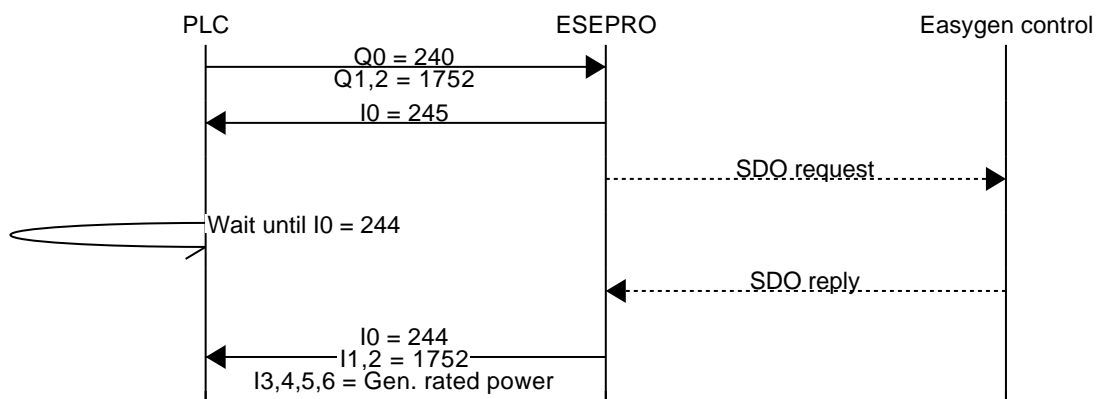 PLC
ESEPRO
Easygen control
Q0 = 240
Q1,2 = 1752
I0 = 245
SDO request
Wait until I0 = 244
SDO reply
I0 = 244
I1,2 = 1752
I3,4,5,6 = Gen. rated power